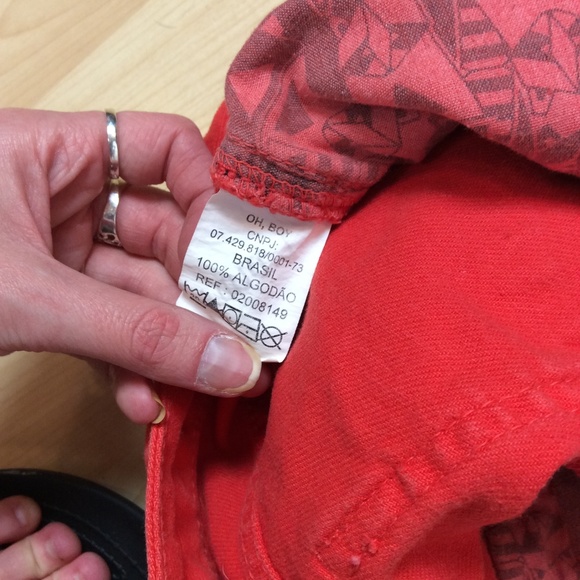 OH, BOY
CNPJ:
07.429.818/0001-73
BRASIL
100% ALGODÃO
REF : 02008149